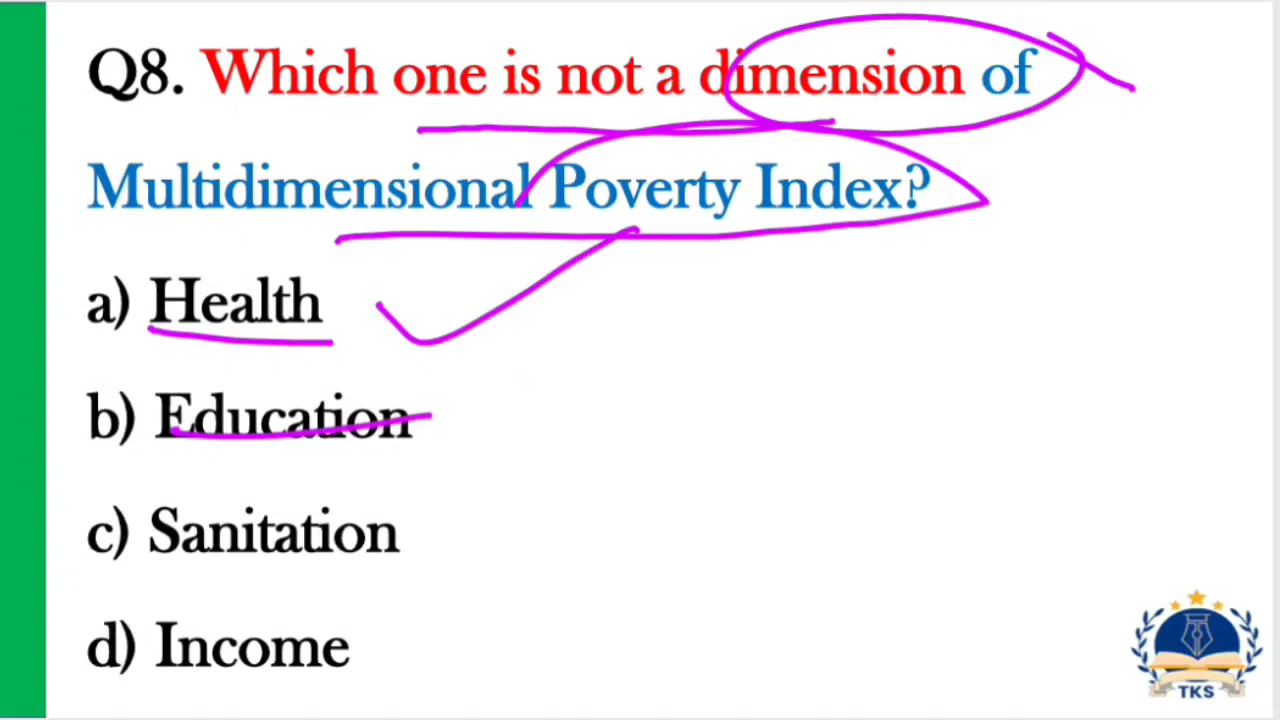 Q8. Which one is not a dimension of
Multidimensional Poverty Index?
a) Health
b) Education
c) Sanitation
d) Income
TKS